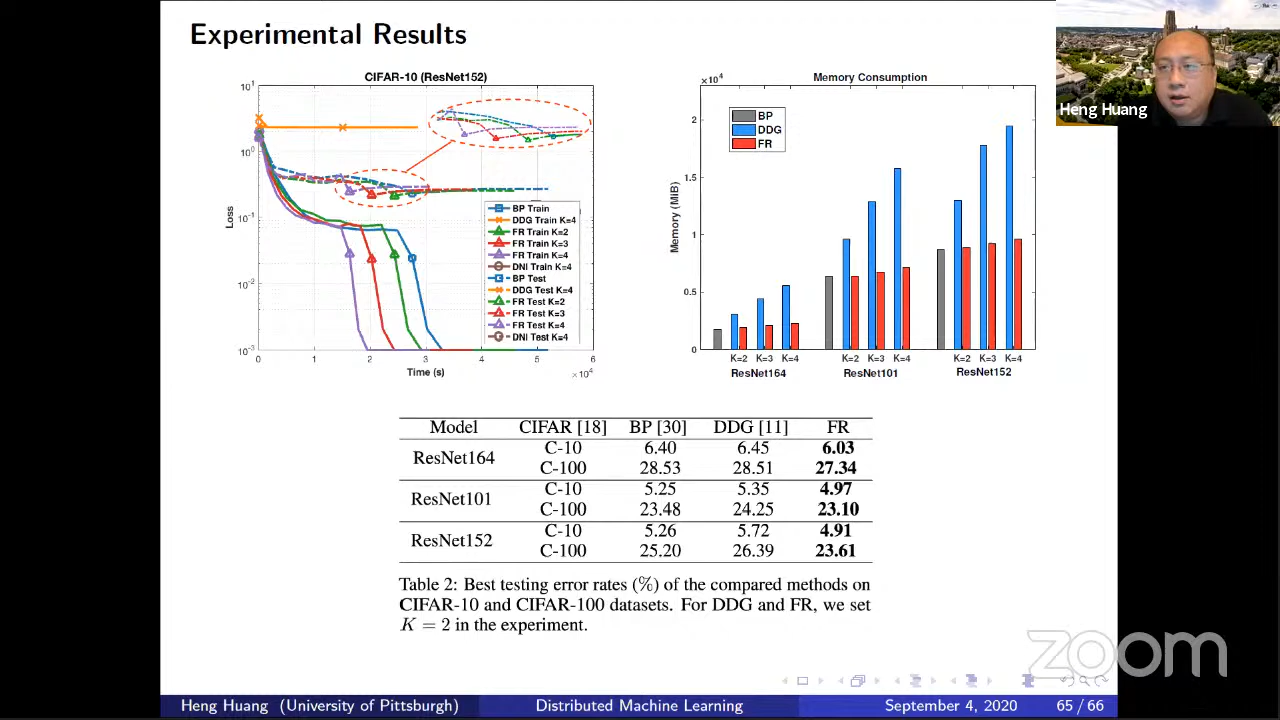 Experimental Results
CIFAR-10 (ResNet152)
10^1
10^0
10^-1
10^-2
10^-3
Loss
0 1 2 3 4 5 6
Time (s)
×10^4
BP Train
DDG Train K=4
FR Train K=2
FR Train K=3
FR Train K=4
DNI Train K=4
BP Test
DDG Test K=4
FR Test K=2
FR Test K=3
FR Test K=4
DNI Test K=4
Memory Consumption
×10^4
2
1.5
1
0.5
0
Memory (MB)
BP
DDG
FR
K=2 K=3 K=4 K=2 K=3 K=4 K=2 K=3 K=4
ResNet164 ResNet101 ResNet152
Heng Huang
Model CIFAR [18] BP [30] DDG [11] FR
ResNet164 C-10 6.40 6.45 6.03
C-100 28.53 28.51 27.34
ResNet101 C-10 5.25 5.35 4.97
C-100 23.48 24.25 23.10
ResNet152 C-10 5.26 5.72 4.91
C-100 25.20 26.39 23.61
Table 2: Best testing error rates (%) of the compared methods on
CIFAR-10 and CIFAR-100 datasets. For DDG and FR, we set
K = 2 in the experiment.
zoom
Heng Huang (University of Pittsburgh) Distributed Machine Learning September 4, 2020 65 / 66